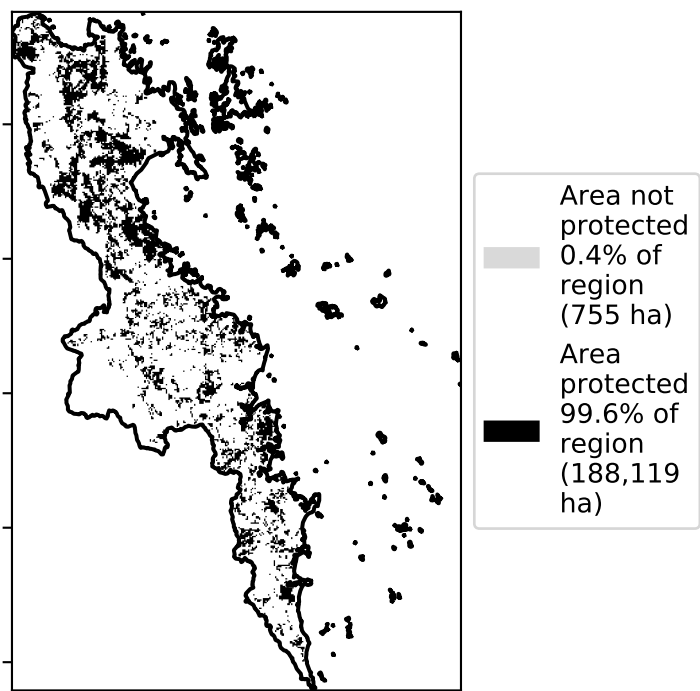 Area not
protected
0.4% of
region
(755 ha)
Area
protected
99.6% of
region
(188,119
ha)